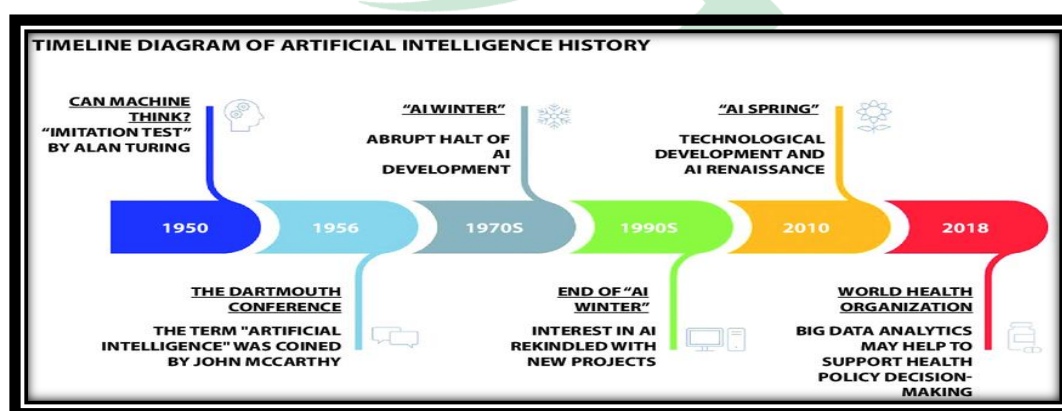 TIMELINE DIAGRAM OF ARTIFICIAL INTELLIGENCE HISTORY
CAN MACHINE
THINK?
"IMITATION TEST"
BY ALAN TURING
"AI WINTER"
ABRUPT HALT OF
AI
DEVELOPMENT
"AI SPRING"
TECHNOLOGICAL
DEVELOPMENT AND
AI RENAISSANCE
1950
1956
1970S
1990S
2010
2018
THE DARTMOUTH
CONFERENCE
THE TERM "ARTIFICIAL
INTELLIGENCE" WAS COINED
BY JOHN MCCARTHY
END OF "AI
WINTER"
INTEREST IN AI
REKINDLED WITH
NEW PROJECTS
WORLD HEALTH
ORGANIZATION
BIG DATA ANALYTICS
MAY HELP TO
SUPPORT HEALTH
POLICY DECISION-
MAKING